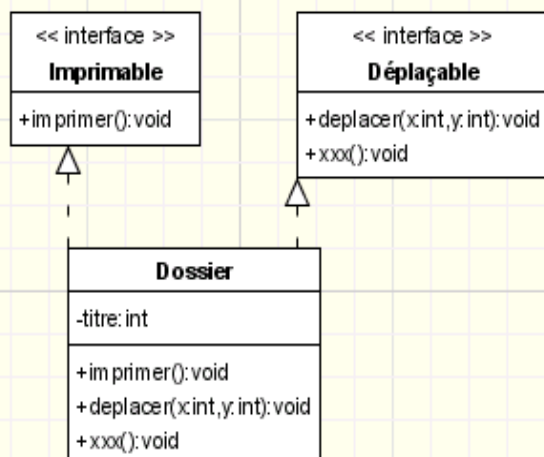 << interface >>
Imprimable
+imprimer():void
<< interface >>
Déplaçable
+deplacer(x:int,y:int):void
+xxx():void
Dossier
-titre:int
+imprimer():void
+deplacer(x:int,y:int):void
+xxx():void